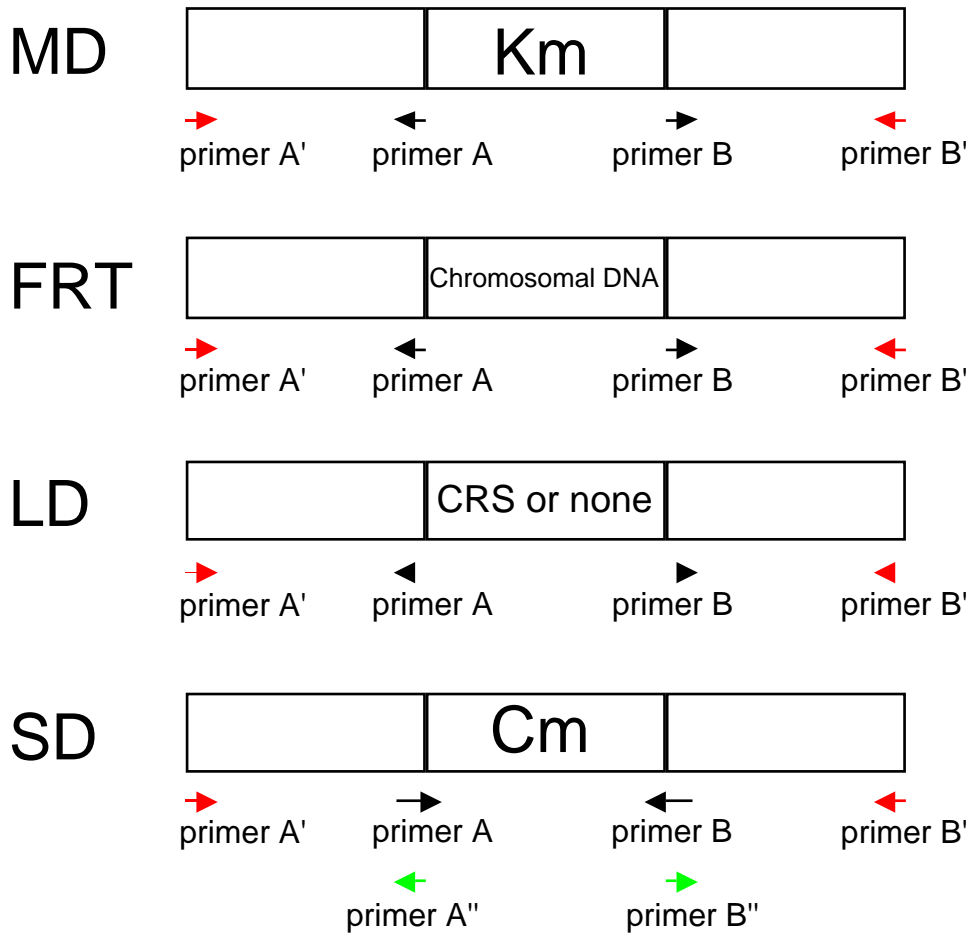 MD Km
primer A' primer A primer B primer B'
FRT Chromosomal DNA
primer A' primer A primer B primer B'
LD CRS or none
primer A' primer A primer B primer B'
SD Cm
primer A' primer A primer B primer B'
primer A" primer B"